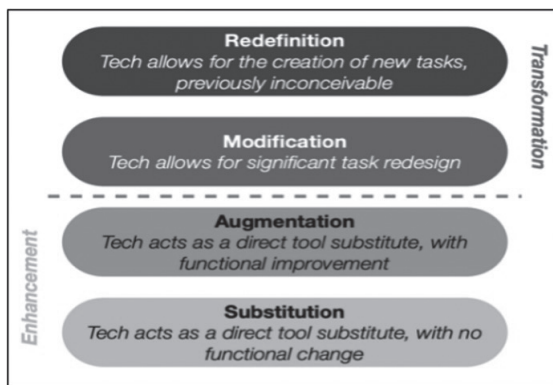 Redefinition
Tech allows for the creation of new tasks,
previously inconceivable
Modification
Tech allows for significant task redesign
Transformation
Augmentation
Tech acts as a direct tool substitute, with
functional improvement
Substitution
Tech acts as a direct tool substitute, with no
functional change
Enhancement